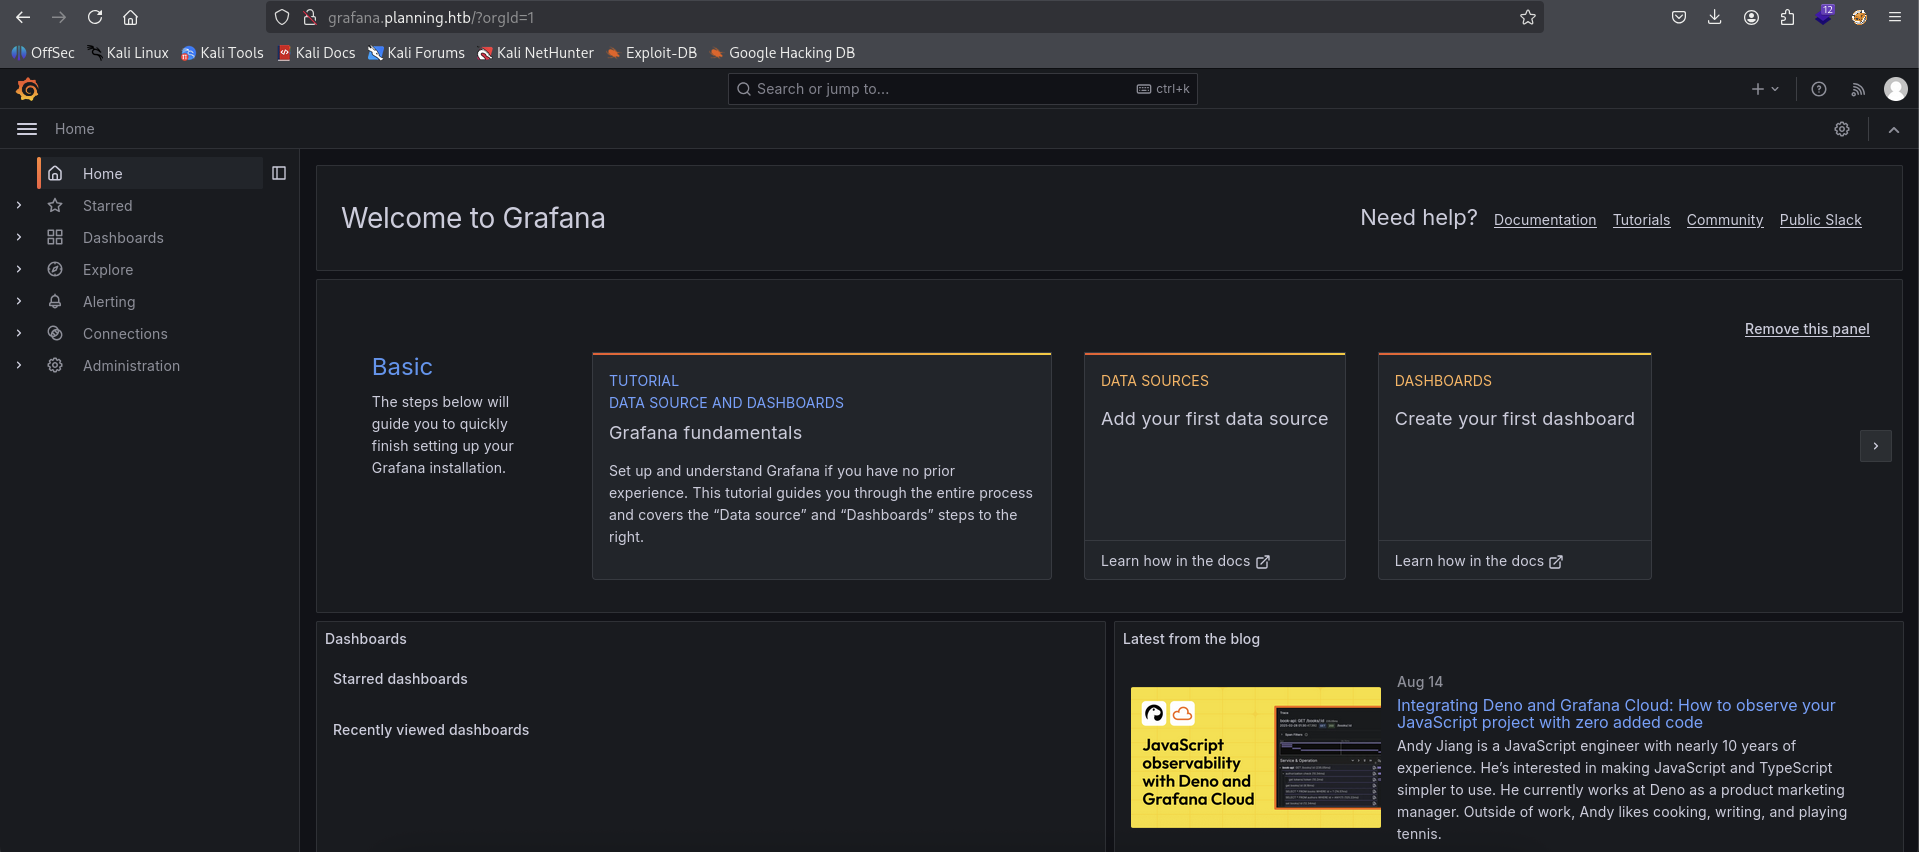 grafana.planning.htb/?orgId=1
12
OffSec Kali Linux Kali Tools Kali Docs Kali Forums Kali NetHunter Exploit-DB Google Hacking DB
Search or jump to... ctrl+k
Home
Home
Starred
Dashboards
Explore
Alerting
Connections
Administration
Welcome to Grafana
Need help? Documentation Tutorials Community Public Slack
Remove this panel
Basic
The steps below will
guide you to quickly
finish setting up your
Grafana installation.
TUTORIAL
DATA SOURCE AND DASHBOARDS
Grafana fundamentals
Set up and understand Grafana if you have no prior
experience. This tutorial guides you through the entire process
and covers the “Data source” and “Dashboards” steps to the
right.
DATA SOURCES
Add your first data source
Learn how in the docs
DASHBOARDS
Create your first dashboard
Learn how in the docs
Dashboards
Starred dashboards
Recently viewed dashboards
Latest from the blog
JavaScript
observability
with Deno and
Grafana Cloud
Aug 14
Integrating Deno and Grafana Cloud: How to observe your
JavaScript project with zero added code
Andy Jiang is a JavaScript engineer with nearly 10 years of
experience. He’s interested in making JavaScript and TypeScript
simpler to use. He currently works at Deno as a product marketing
manager. Outside of work, Andy likes cooking, writing, and playing
tennis.